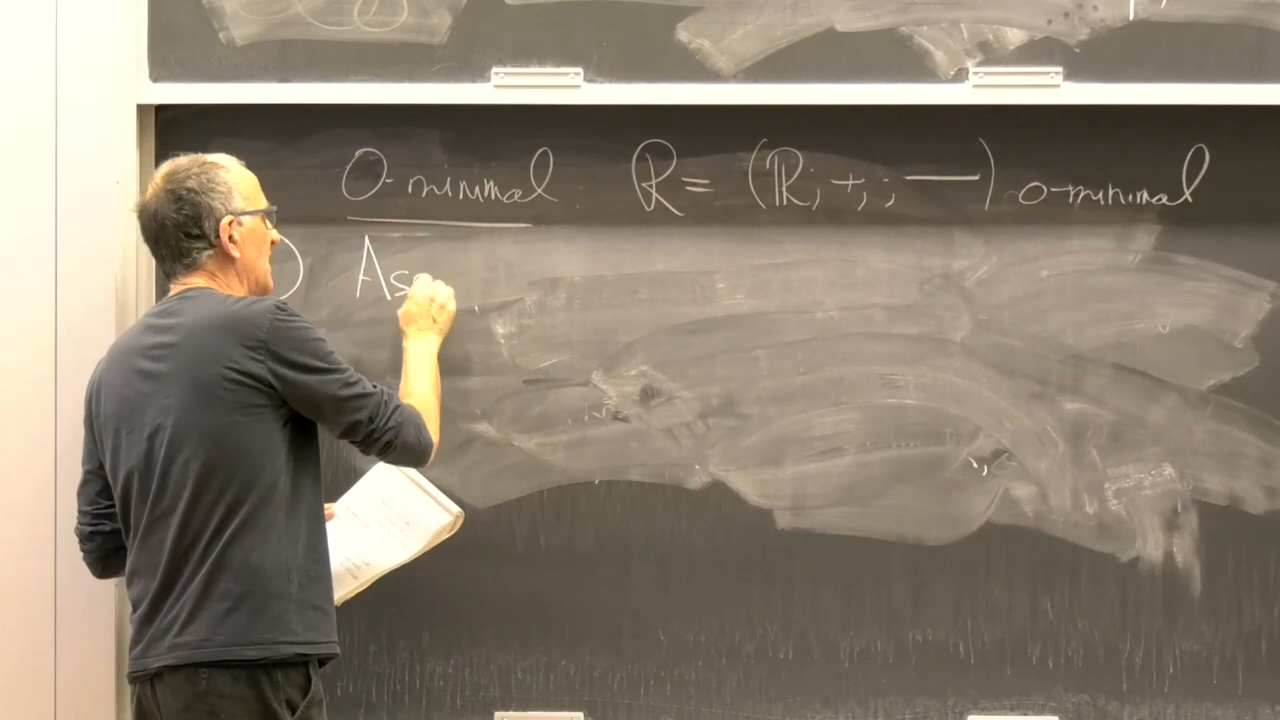 O-minimal: R = (ℝ; +, ·, —) o-minimal
) As